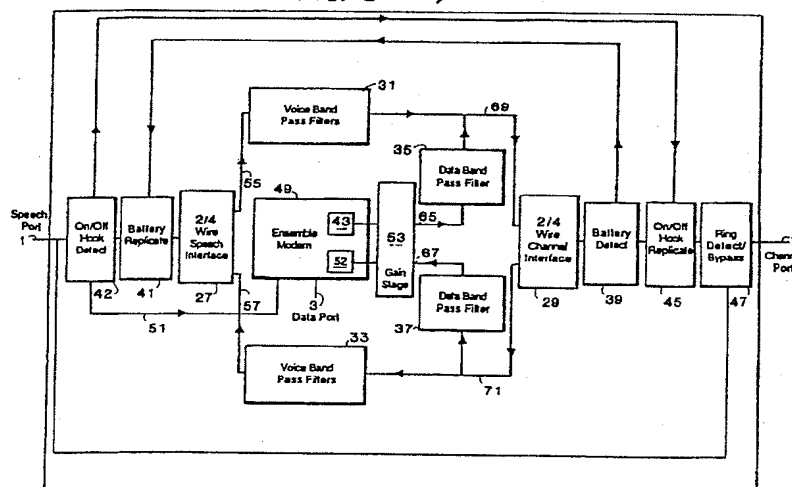 31
Voice Band
Pass Filters
69
35
Data Band
Pass Filter
55
49
Ensemble
Modem
43
52
53
Gain
Stage
65
67
Speech
Port
1
On/Off
Hook
Detect
42
Battery
Replicate
41
2/4
Wire
Speech
Interface
27
57
3
Data Port
51
Data Band
Pass Filter
37
2/4
Wire
Channel
Interface
29
Battery
Detect
39
On/Off
Hook
Replicate
45
Ring
Detect/
Bypass
47
Channel
Port
33
Voice Band
Pass Filters
71